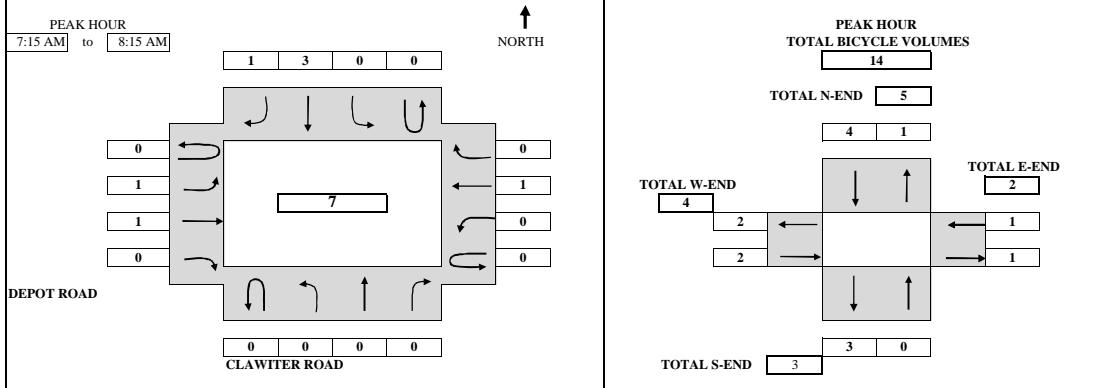 PEAK HOUR
7:15 AM to 8:15 AM
NORTH
1 3 0 0
0 0
1 1
7
1 0
0 0
DEPOT ROAD
0 0 0 0
CLAWITER ROAD
PEAK HOUR
TOTAL BICYCLE VOLUMES
14
TOTAL N-END 5
4 1
TOTAL E-END
2
TOTAL W-END
4
2 1
2 1
3 0
TOTAL S-END 3